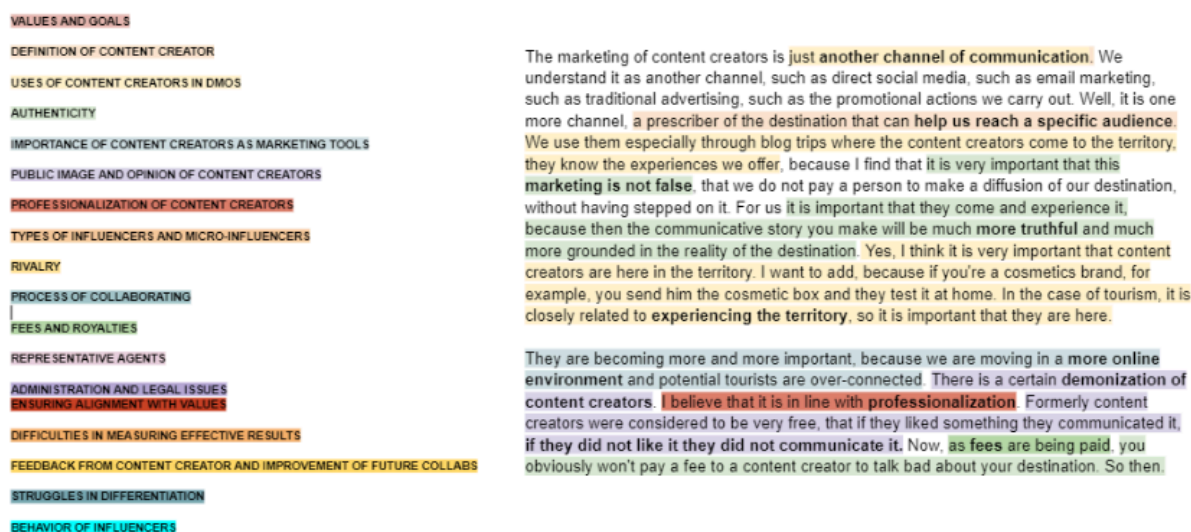 VALUES AND GOALS
DEFINITION OF CONTENT CREATOR
USES OF CONTENT CREATORS IN DMOS
AUTHENTICITY
IMPORTANCE OF CONTENT CREATORS AS MARKETING TOOLS
PUBLIC IMAGE AND OPINION OF CONTENT CREATORS
PROFESSIONALIZATION OF CONTENT CREATORS
TYPES OF INFLUENCERS AND MICRO-INFLUENCERS
RIVALRY
PROCESS OF COLLABORATING
FEES AND ROYALTIES
REPRESENTATIVE AGENTS
ADMINISTRATION AND LEGAL ISSUES
ENSURING ALIGNMENT WITH VALUES
DIFFICULTIES IN MEASURING EFFECTIVE RESULTS
FEEDBACK FROM CONTENT CREATOR AND IMPROVEMENT OF FUTURE COLLABS
STRUGGLES IN DIFFERENTIATION
BEHAVIOR OF INFLUENCERS
The marketing of content creators is just another channel of communication. We
understand it as another channel, such as direct social media, such as email marketing,
such as traditional advertising, such as the promotional actions we carry out. Well, it is one
more channel, a prescriber of the destination that can help us reach a specific audience.
We use them especially through blog trips where the content creators come to the territory,
they know the experiences we offer, because I find that it is very important that this
marketing is not false, that we do not pay a person to make a diffusion of our destination,
without having stepped on it. For us it is important that they come and experience it,
because then the communicative story you make will be much more truthful and much
more grounded in the reality of the destination. Yes, I think it is very important that content
creators are here in the territory. I want to add, because if you're a cosmetics brand, for
example, you send him the cosmetic box and they test it at home. In the case of tourism, it is
closely related to experiencing the territory, so it is important that they are here.
They are becoming more and more important, because we are moving in a more online
environment and potential tourists are over-connected. There is a certain demonization of
content creators. I believe that it is in line with professionalization. Formerly content
creators were considered to be very free, that if they liked something they communicated it,
if they did not like it they did not communicate it. Now, as fees are being paid, you
obviously won't pay a fee to a content creator to talk bad about your destination. So then,